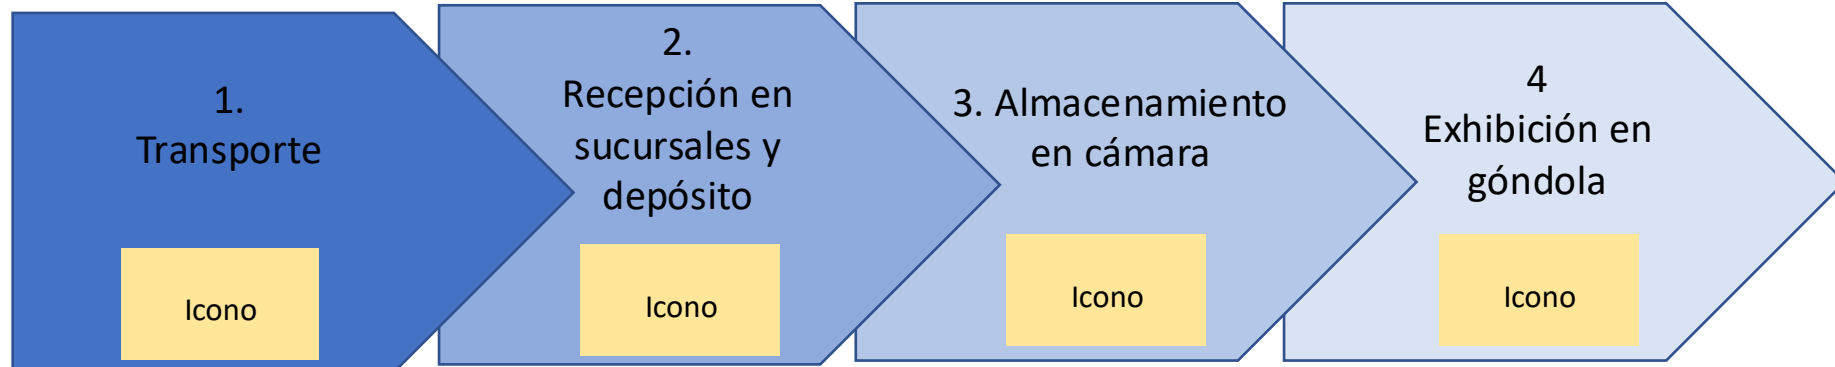 1.
Transporte
Icono
2.
Recepción en
sucursales y
depósito
Icono
3. Almacenamiento
en cámara
Icono
4
Exhibición en
góndola
Icono